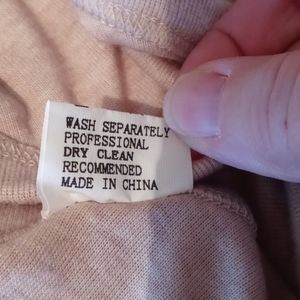 WASH SEPARATELY
PROFESSIONAL
DRY CLEAN
RECOMMENDED
MADE IN CHINA